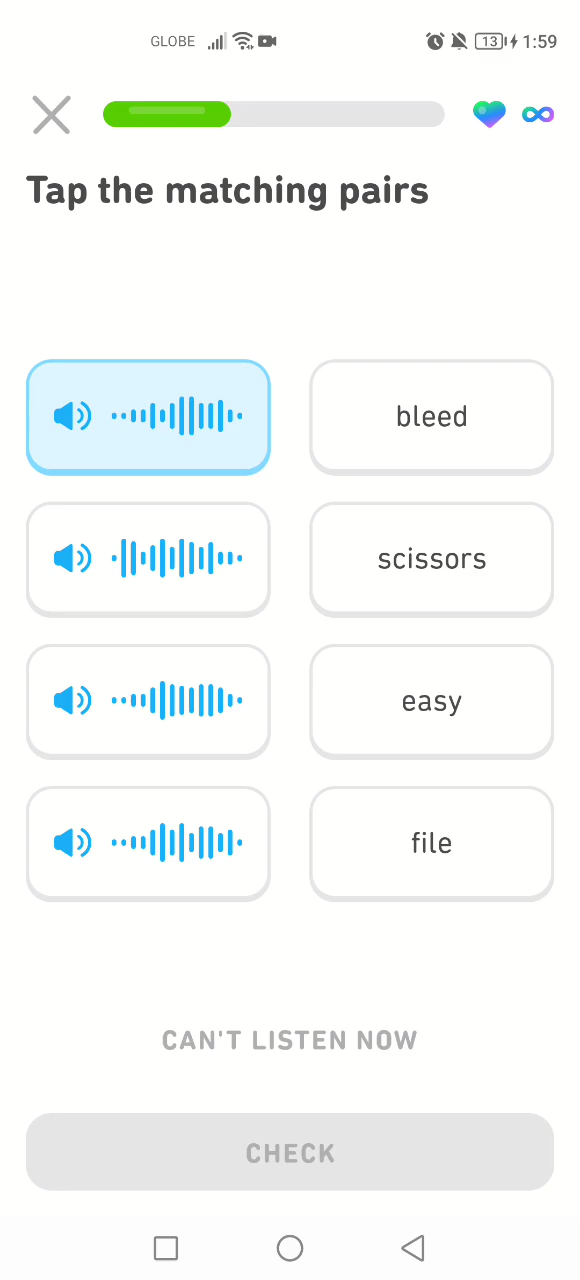 GLOBE 13 1:59
Tap the matching pairs
bleed
scissors
easy
file
CAN'T LISTEN NOW
CHECK